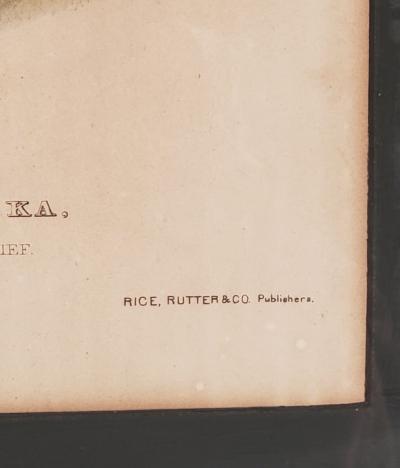 KA,
IEF.
RICE, RUTTER & CO. Publishers.